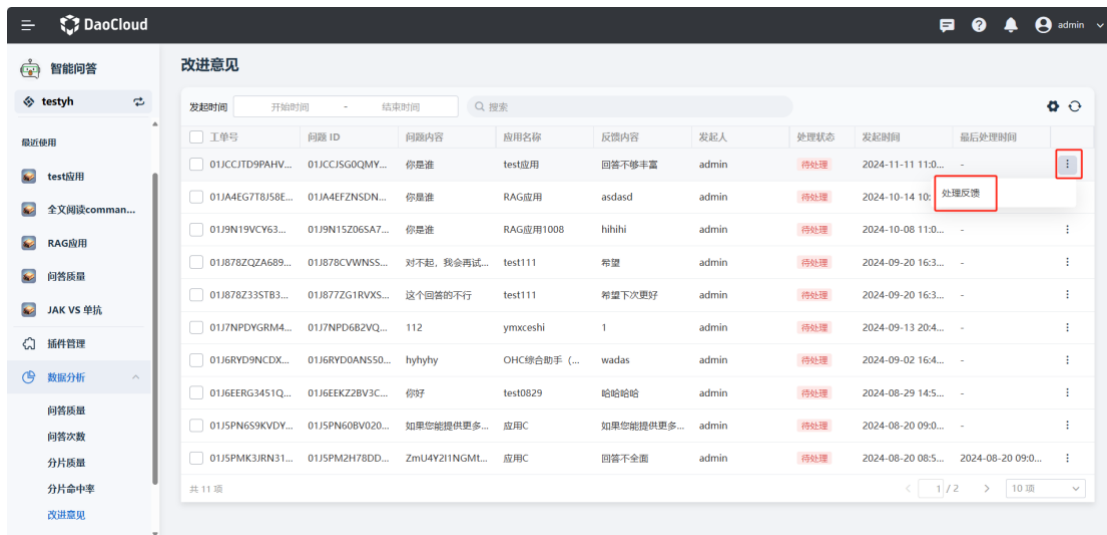 DaoCloud
admin
智能问答
testyh
最近使用
test应用
全文阅读comman...
RAG应用
问答质量
JAK VS 单抗
插件管理
数据分析
问答质量
问答次数
分片质量
分片命中率
改进意见
改进意见
发起时间 开始时间 - 结束时间 搜索
工单号 问题 ID 问题内容 应用名称 反馈内容 发起人 处理状态 发起时间 最后处理时间
01JCCJTD9PAHV... 01JCCJSG0QMY... 你是谁 test应用 回答不够丰富 admin 待处理 2024-11-11 11:0... -
01JA4EG7T8J58E... 01JA4EFZNSDN... 你是谁 RAG应用 asdasd admin 待处理 2024-10-14 10:
处理反馈
01J9N19VCY63... 01J9N15Z06SA7... 你是谁 RAG应用1008 hihihi admin 待处理 2024-10-08 11:0... -
01J878ZQZA689... 01J878CVWNSS... 对不起，我会再试... test111 希望 admin 待处理 2024-09-20 16:3... -
01J878Z33STB3... 01J877ZG1RVXS... 这个回答的不行 test111 希望下次更好 admin 待处理 2024-09-20 16:3... -
01J7NPDYGRM4... 01J7NPD6B2VQ... 112 ymxceshi 1 admin 待处理 2024-09-13 20:4... -
01J6RYD9NCDX... 01J6RYD0ANS50... hyhyhy OHC综合助手（... wadas admin 待处理 2024-09-02 16:4... -
01J6EERG3451Q... 01J6EEKZ2BV3C... 你好 test0829 哈哈哈哈 admin 待处理 2024-08-29 14:5... -
01J5PN6S9KVDY... 01J5PN60BV020... 如果您能提供更多... 应用C 如果您能提供更多... admin 待处理 2024-08-20 09:0... -
01J5PMK3JRN31... 01J5PM2H78DD... ZmU4Y2I1NGMt... 应用C 回答不全面 admin 待处理 2024-08-20 08:5... 2024-08-20 09:0...
共 11 项 1 / 2 10 项